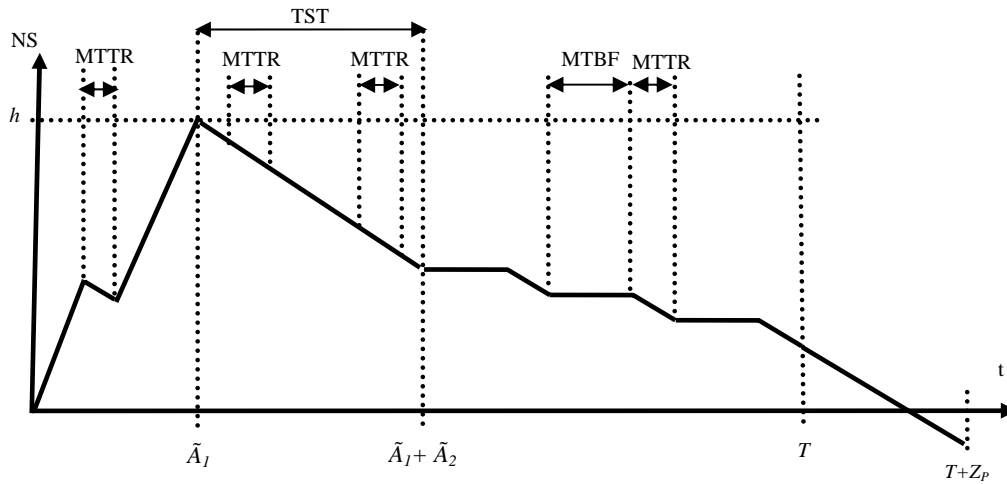 TST
NS
MTTR
MTTR
MTTR
MTBF
MTTR
h
t
Ã1
Ã1+ Ã2
T
T+ZP